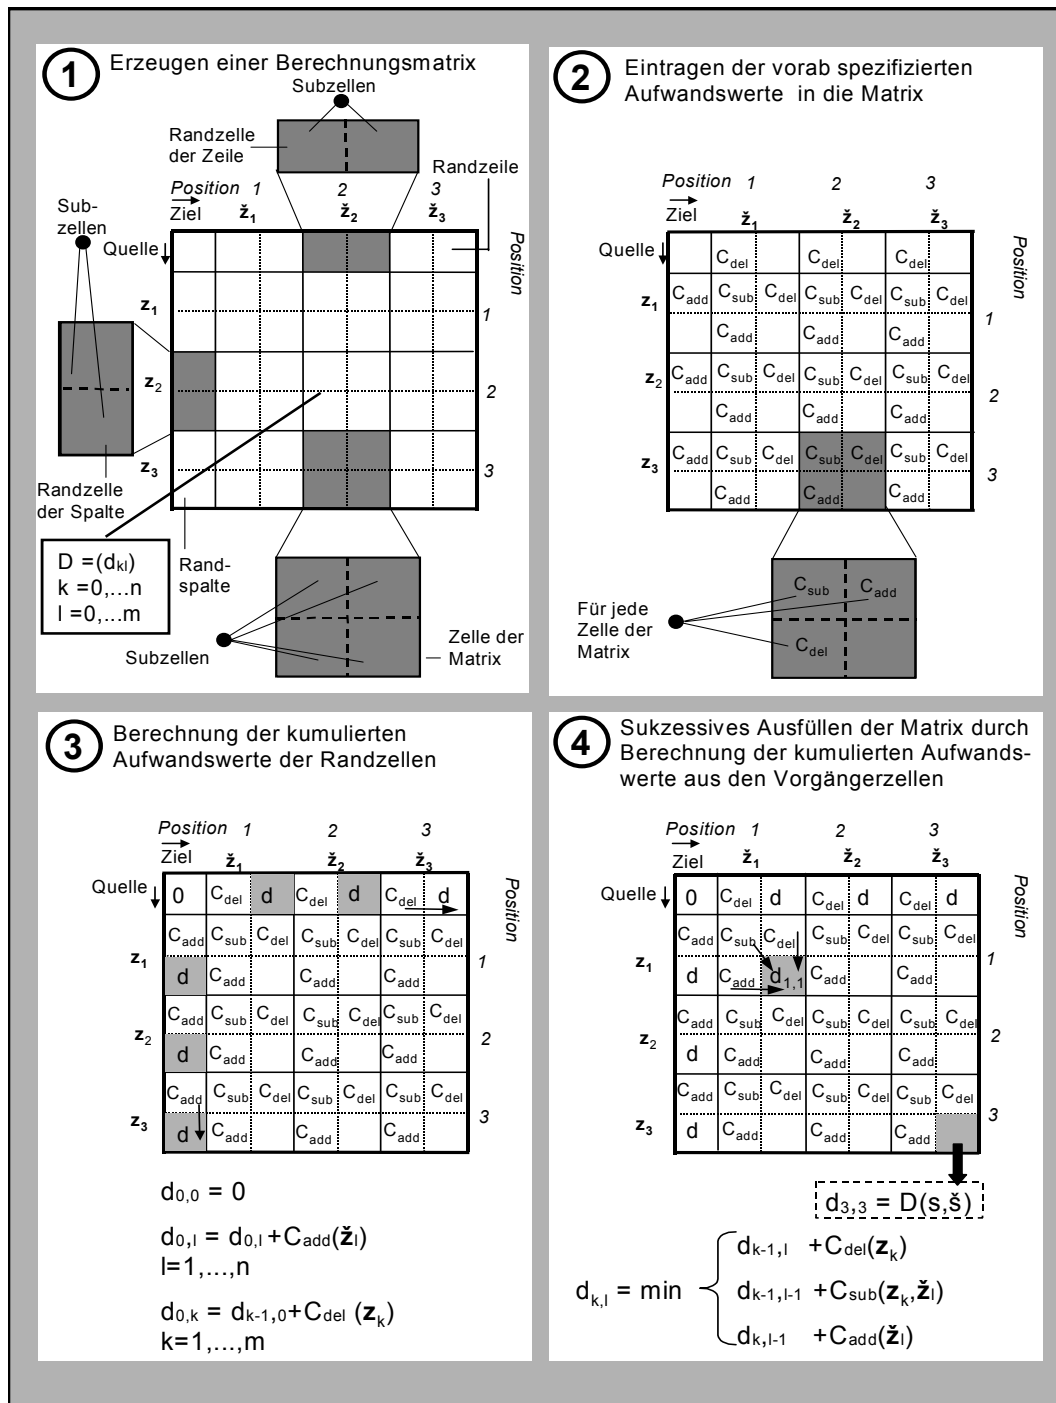 1
Erzeugen einer Berechnungsmatrix
Subzellen
Randzelle
der Zeile
Randzeile
Position 1 2 3
Ziel ž1 ž2 ž3
Sub-
zellen
Quelle
Position
z1
1
z2
2
z3
3
Randzelle
der Spalte
D =(dkl)
k =0,...n
l =0,...m
Rand-
spalte
Subzellen
Zelle der
Matrix
2
Eintragen der vorab spezifizierten
Aufwandswerte in die Matrix
Position 1 2 3
Ziel ž1 ž2 ž3
Quelle
Position
Cdel Cdel Cdel
z1 Cadd Csub Cdel Csub Cdel Csub Cdel
1
Cadd Cadd Cadd
z2 Cadd Csub Cdel Csub Cdel Csub Cdel
2
Cadd Cadd Cadd
z3 Cadd Csub Cdel Csub Cdel Csub Cdel
3
Cadd Cadd Cadd
Für jede
Zelle der
Matrix
Csub Cadd
Cdel
3
Berechnung der kumulierten
Aufwandswerte der Randzellen
Position 1 2 3
Ziel ž1 ž2 ž3
Quelle
Position
0 Cdel d Cdel d Cdel d
Cadd Csub Cdel Csub Cdel Csub Cdel
z1
1
d Cadd Cadd Cadd
Cadd Csub Cdel Csub Cdel Csub Cdel
z2
2
d Cadd Cadd Cadd
Cadd Csub Cdel Csub Cdel Csub Cdel
z3
3
d Cadd Cadd Cadd
d0,0 = 0
d0,l = d0,l +Cadd(žl)
l=1,...,n
d0,k = dk-1,0+Cdel (zk)
k=1,...,m
4
Sukzessives Ausfüllen der Matrix durch
Berechnung der kumulierten Aufwands-
werte aus den Vorgängerzellen
Position 1 2 3
Ziel ž1 ž2 ž3
Quelle
Position
0 Cdel d Cdel d Cdel d
Cadd Csub Cdel Csub Cdel Csub Cdel
z1
1
d Cadd d1,1 Cadd Cadd
Cadd Csub Cdel Csub Cdel Csub Cdel
z2
2
d Cadd Cadd Cadd
Cadd Csub Cdel Csub Cdel Csub Cdel
z3
3
d Cadd Cadd Cadd
d3,3 = D(s,š)
dk-1,l +Cdel(zk)
dk,l = min dk-1,l-1 +Csub(zk,žl)
dk,l-1 +Cadd(žl)